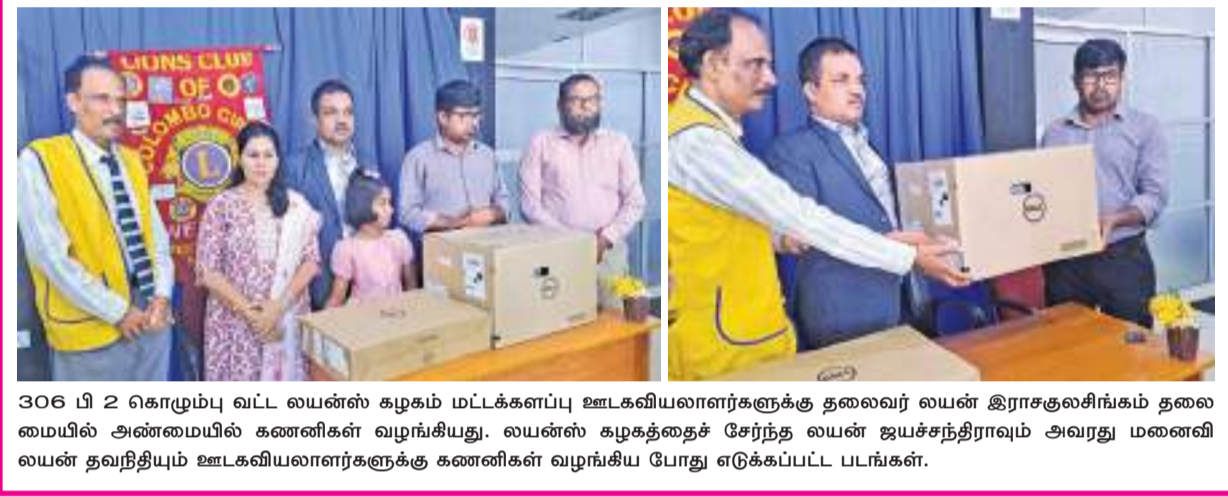 LIONS CLUB
OF
COLOMBO
L
306 பி 2 கொழும்பு வட்ட லயன்ஸ் கழகம் மட்டக்களப்பு ஊடகவியலாளர்களுக்கு தலைவர் லயன் இராசகுலசிங்கம் தலை
மையில் அண்மையில் கணனிகள் வழங்கியது. லயன்ஸ் கழகத்தைச் சேர்ந்த லயன் ஜயச்சந்திராவும் அவரது மனைவி
லயன் தவநிதியும் ஊடகவியலாளர்களுக்கு கணனிகள் வழங்கிய போது எடுக்கப்பட்ட படங்கள்.